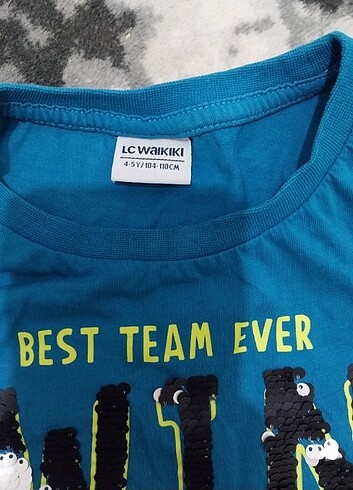 LC WAIKIKI
4-5Y/104-110CM
BEST TEAM EVER